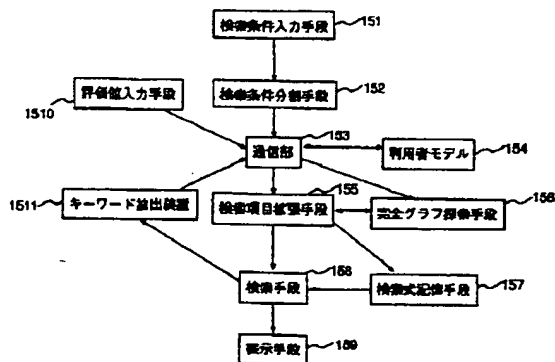 検索条件入力手段
151
検索条件分割手段
152
評価値入力手段
1510
通信部
153
利用者モデル
154
キーワード抽出装置
1511
検索項目拡張手段
155
完全グラフ探索手段
156
検索手段
158
検索式記憶手段
157
表示手段
159